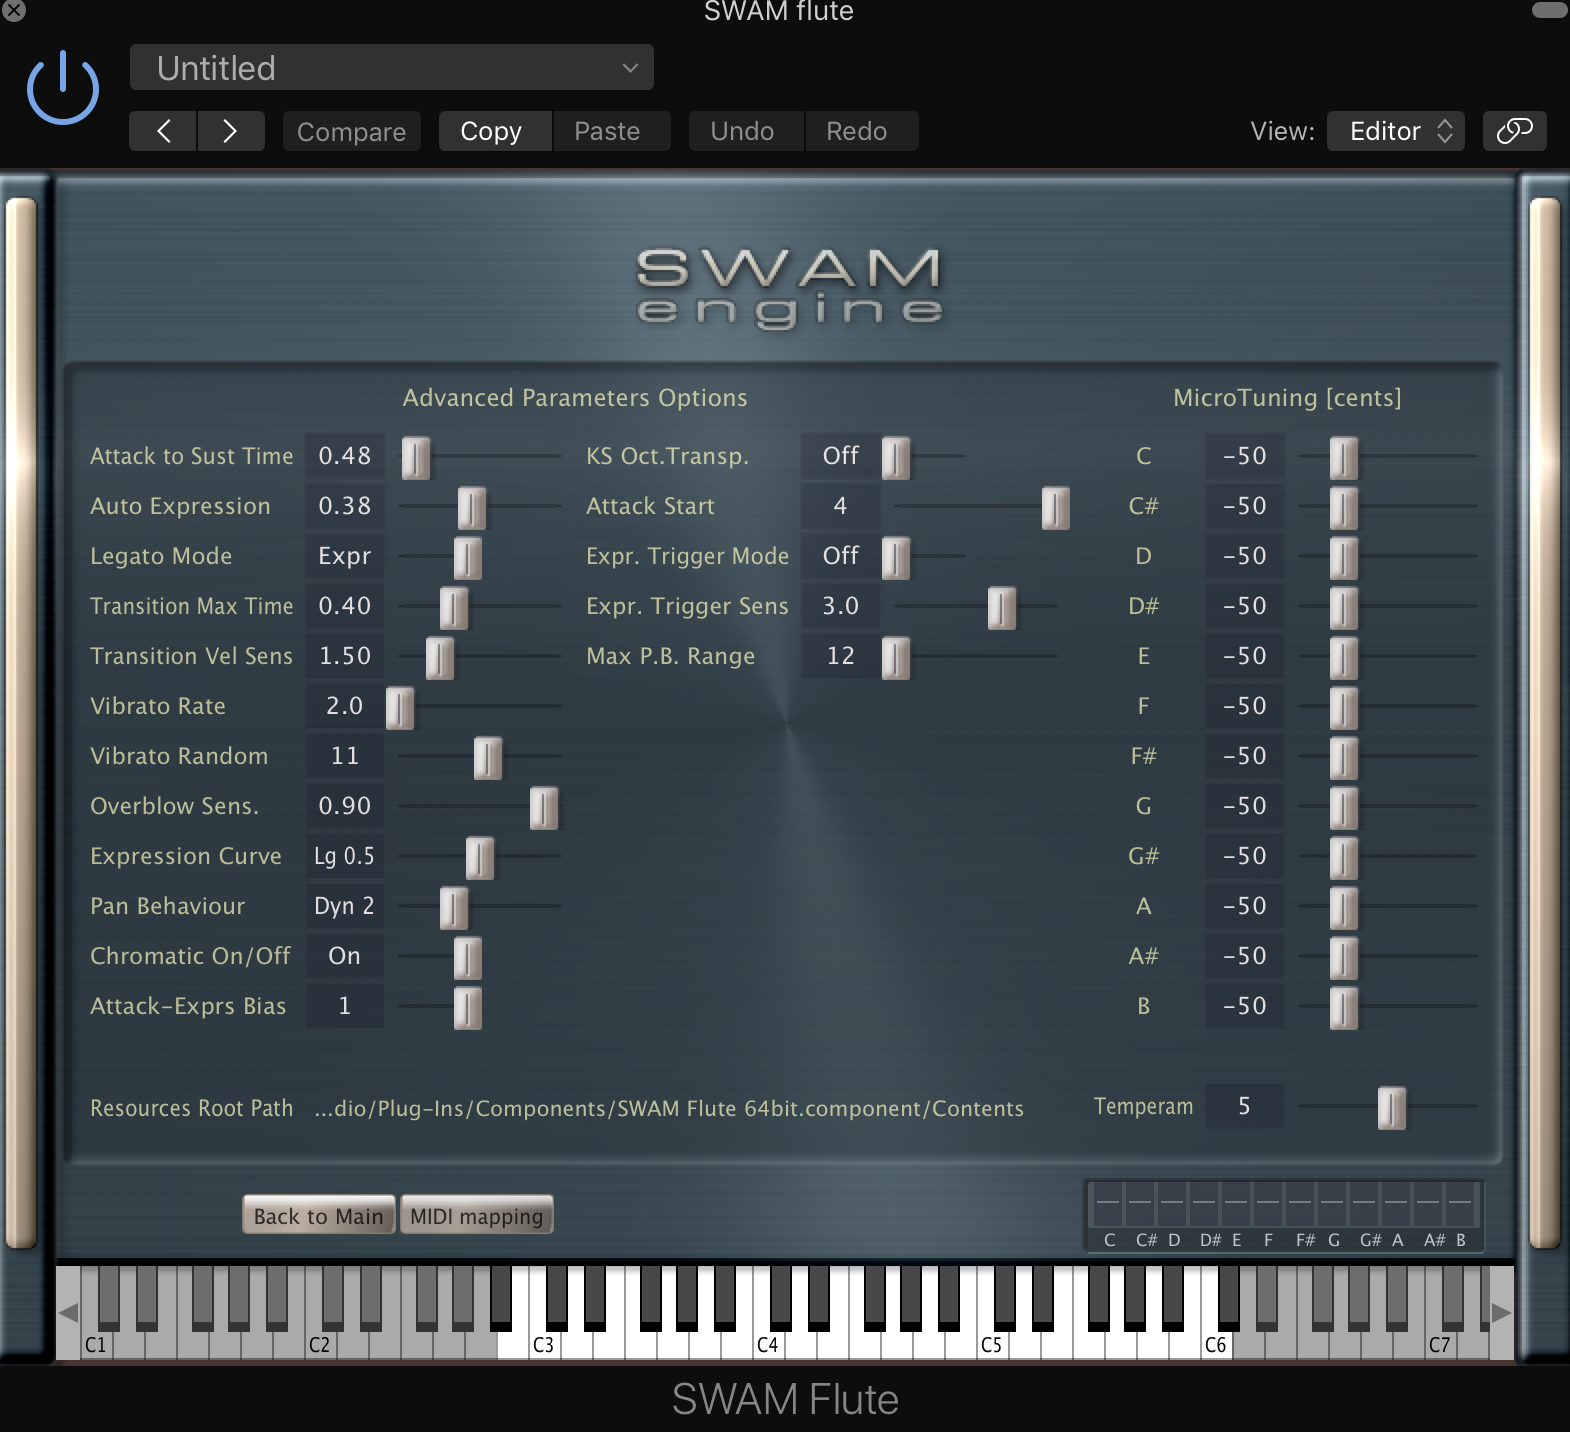 SWAM flute
Untitled
Compare Copy Paste Undo Redo View: Editor
SWAM
engine
Advanced Parameters Options MicroTuning [cents]
Attack to Sust Time 0.48 KS Oct.Transp. Off C -50
Auto Expression 0.38 Attack Start 4 C# -50
Legato Mode Expr Expr. Trigger Mode Off D -50
Transition Max Time 0.40 Expr. Trigger Sens 3.0 D# -50
Transition Vel Sens 1.50 Max P.B. Range 12 E -50
Vibrato Rate 2.0 F -50
Vibrato Random 11 F# -50
Overblow Sens. 0.90 G -50
Expression Curve Lg 0.5 G# -50
Pan Behaviour Dyn 2 A -50
Chromatic On/Off On A# -50
Attack-Exprs Bias 1 B -50
Resources Root Path ...dio/Plug-Ins/Components/SWAM Flute 64bit.component/Contents Temperam 5
Back to Main MIDI mapping
C C# D D# E F F# G G# A A# B
C1 C2 C3 C4 C5 C6 C7
SWAM Flute